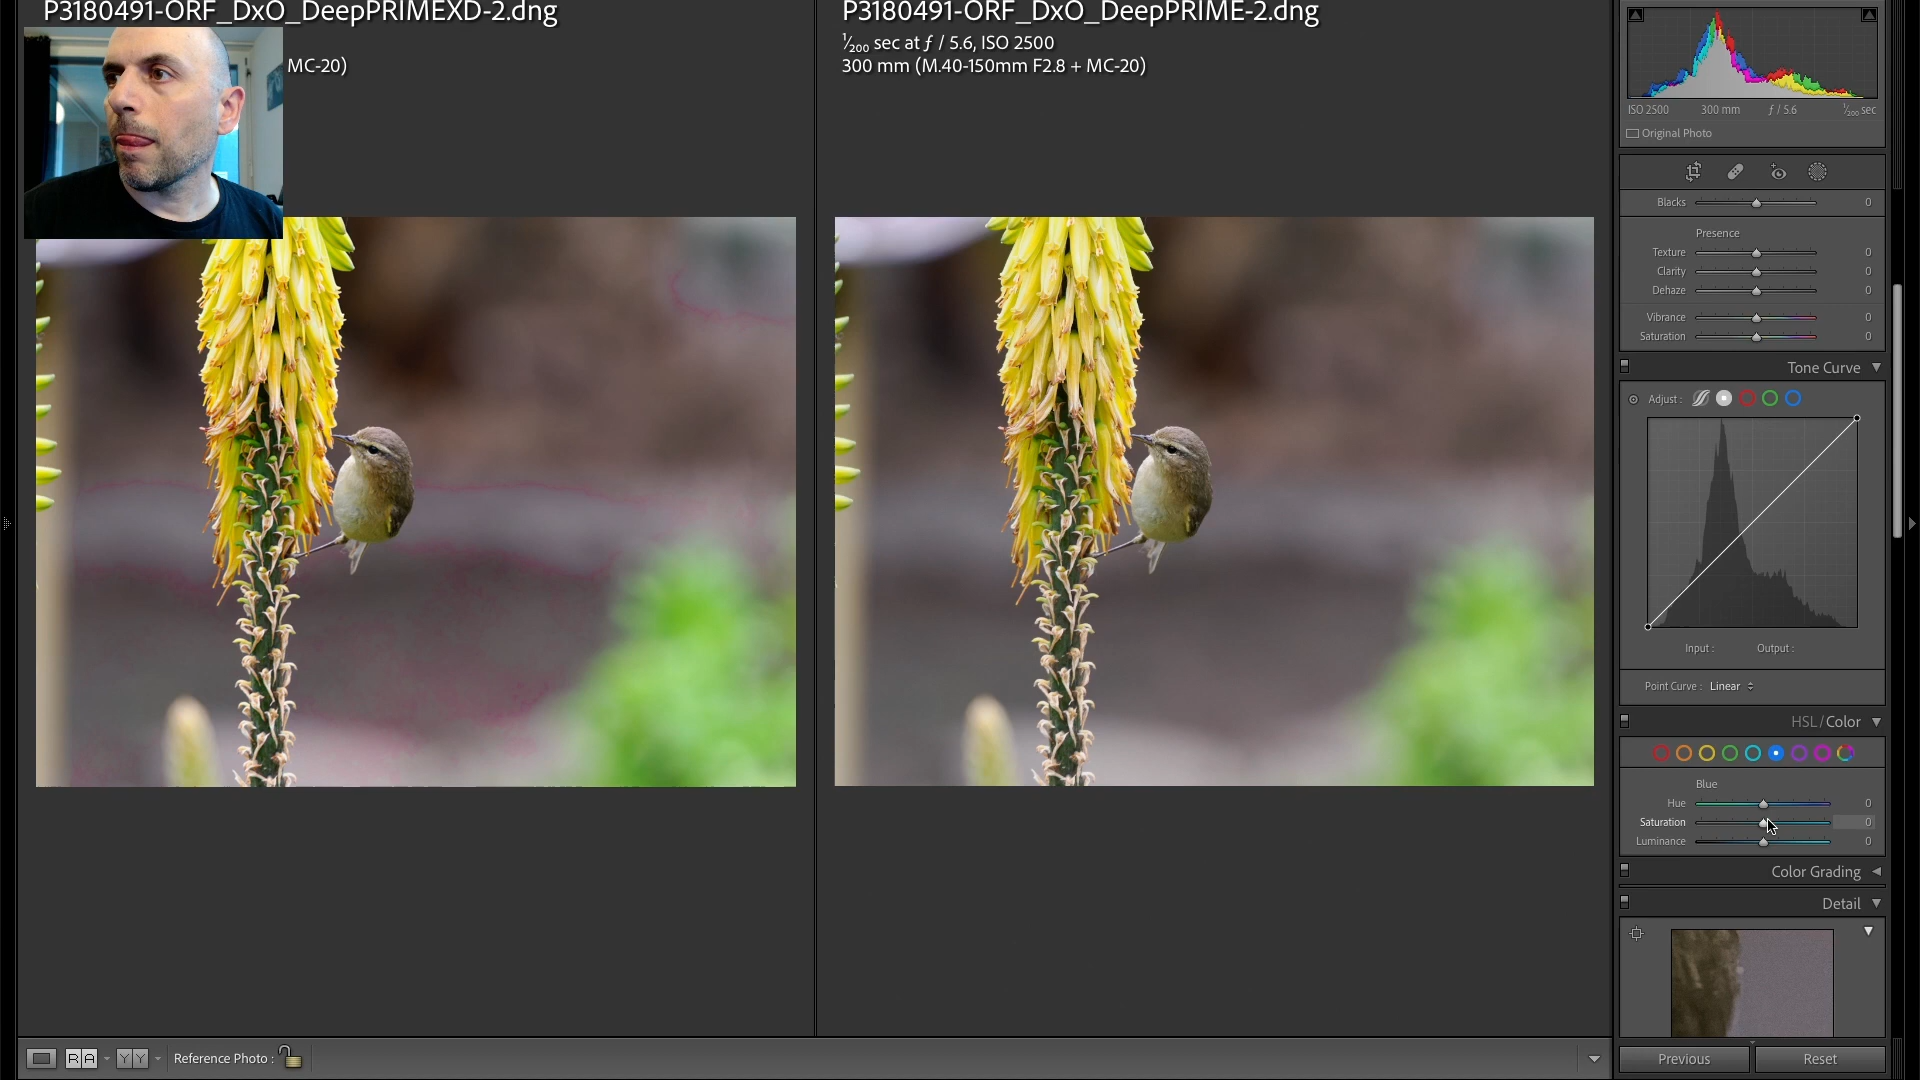 P3180491-ORF_DxO_DeepPRIMEXD-2.dng
MC-20)
P3180491-ORF_DxO_DeepPRIME-2.dng
1/200 sec at ƒ / 5.6, ISO 2500
300 mm (M.40-150mm F2.8 + MC-20)
ISO 2500 300 mm ƒ / 5.6 1/200 sec
Original Photo
Blacks 0
Presence
Texture 0
Clarity 0
Dehaze 0
Vibrance 0
Saturation 0
Tone Curve
Adjust :
Input : Output :
Point Curve : Linear
HSL / Color
Blue
Hue 0
Saturation 0
Luminance 0
Color Grading
Detail
R A Y Y Reference Photo :
Previous Reset